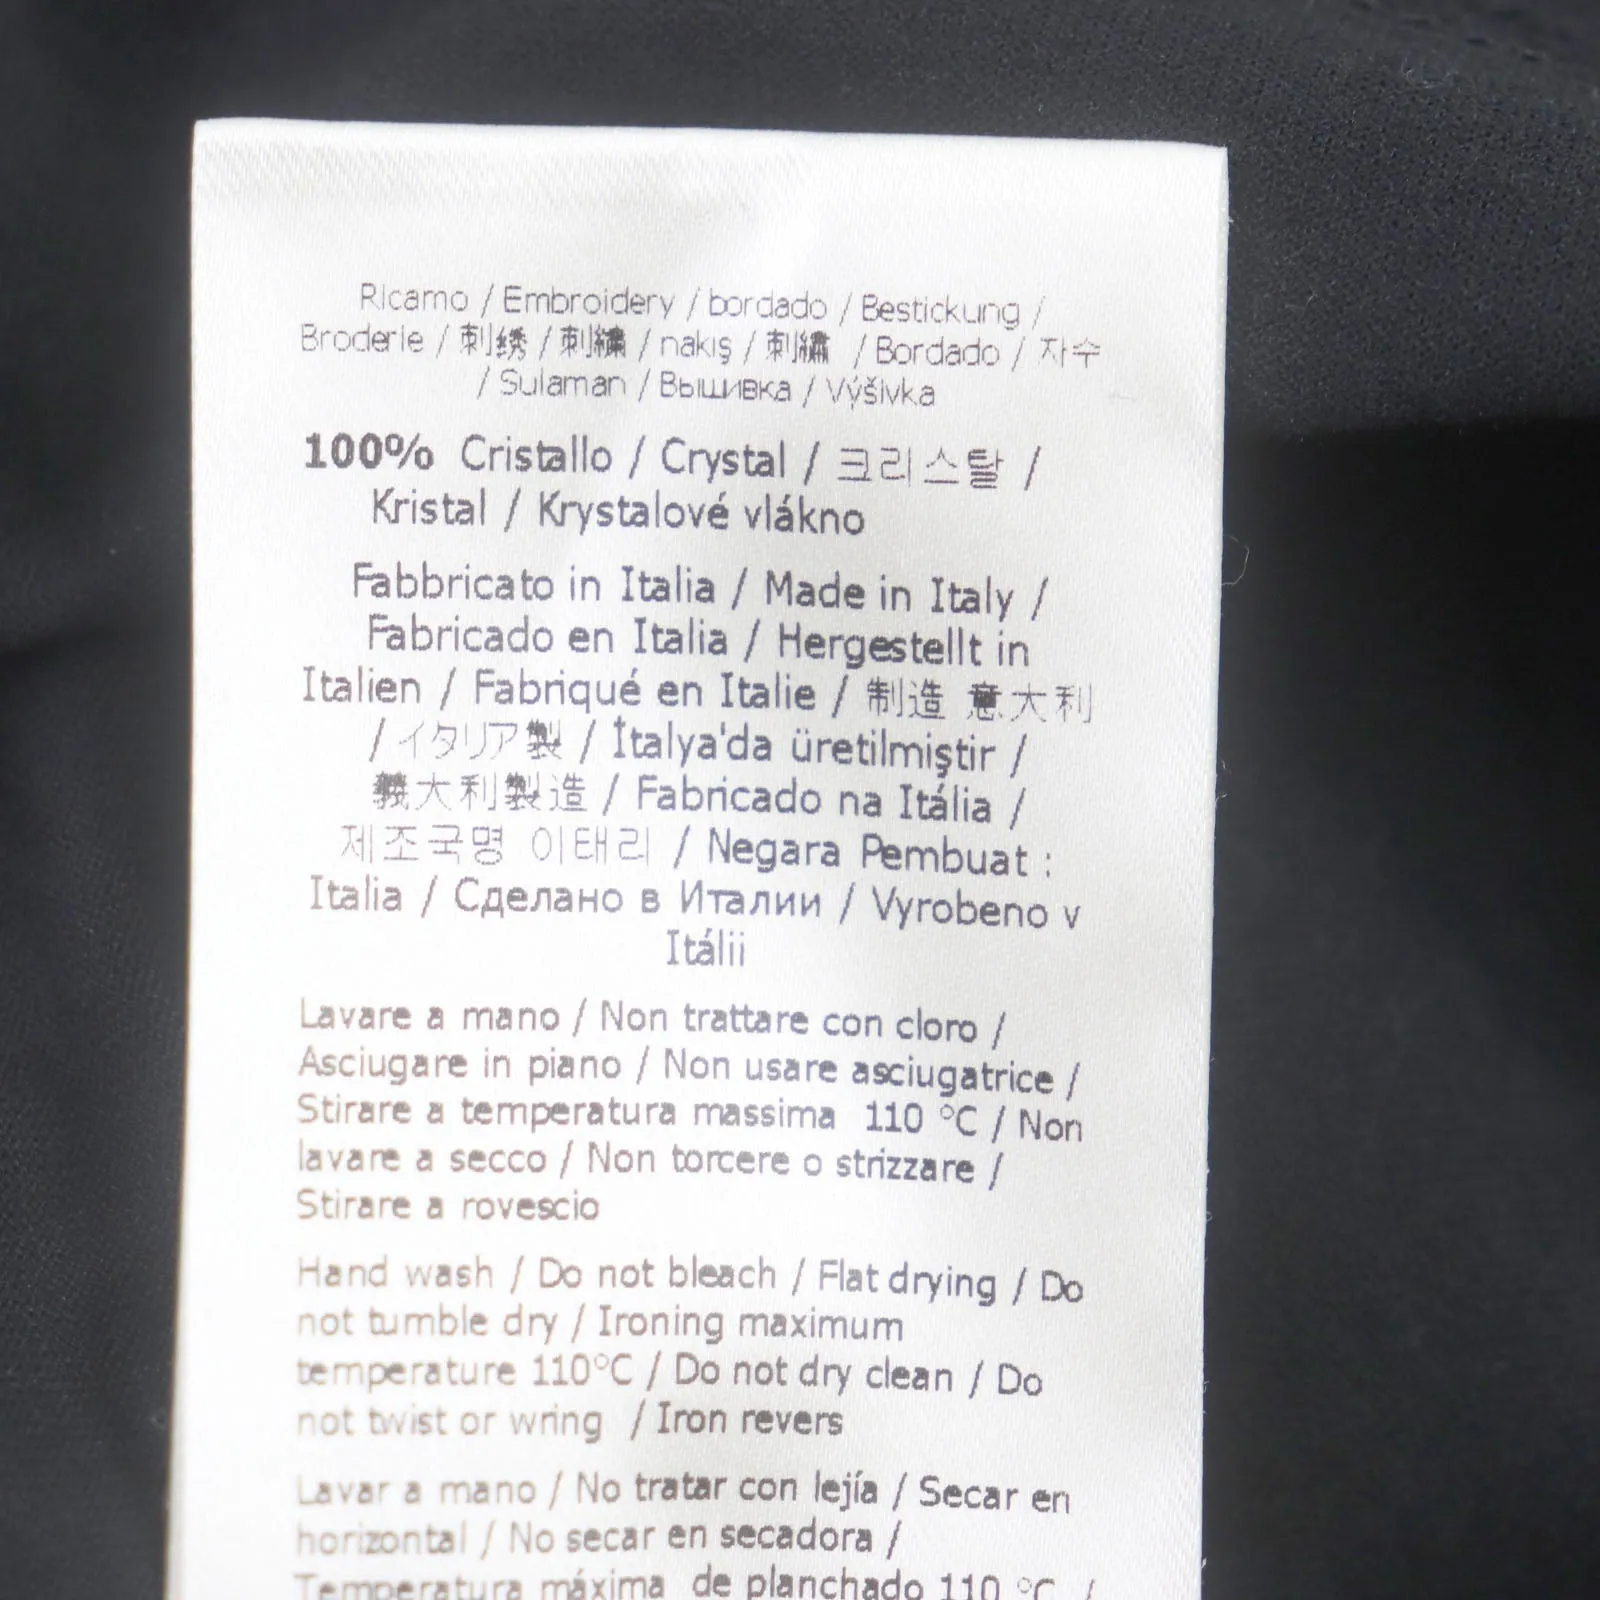 Ricamo / Embroidery / bordado / Bestickung /
Broderie / 刺绣 / 刺繡 / nakış / 刺繡 / Bordado / 자수
/ Sulaman / Вышивка / Výšivka
100% Cristallo / Crystal / 크리스탈 /
Kristal / Krystalové vlákno
Fabbricato in Italia / Made in Italy /
Fabricado en Italia / Hergestellt in
Italien / Fabriqué en Italie / 制造 意大利
/ イタリア製 / İtalya'da üretilmiştir /
義大利製造 / Fabricado na Itália /
제조국명 이태리 / Negara Pembuat :
Italia / Сделано в Италии / Vyrobeno v
Itálii
Lavare a mano / Non trattare con cloro /
Asciugare in piano / Non usare asciugatrice /
Stirare a temperatura massima 110 °C / Non
lavare a secco / Non torcere o strizzare /
Stirare a rovescio
Hand wash / Do not bleach / Flat drying / Do
not tumble dry / Ironing maximum
temperature 110°C / Do not dry clean / Do
not twist or wring / Iron revers
Lavar a mano / No tratar con lejía / Secar en
horizontal / No secar en secadora /
Temperatura máxima de planchado 110 °C /